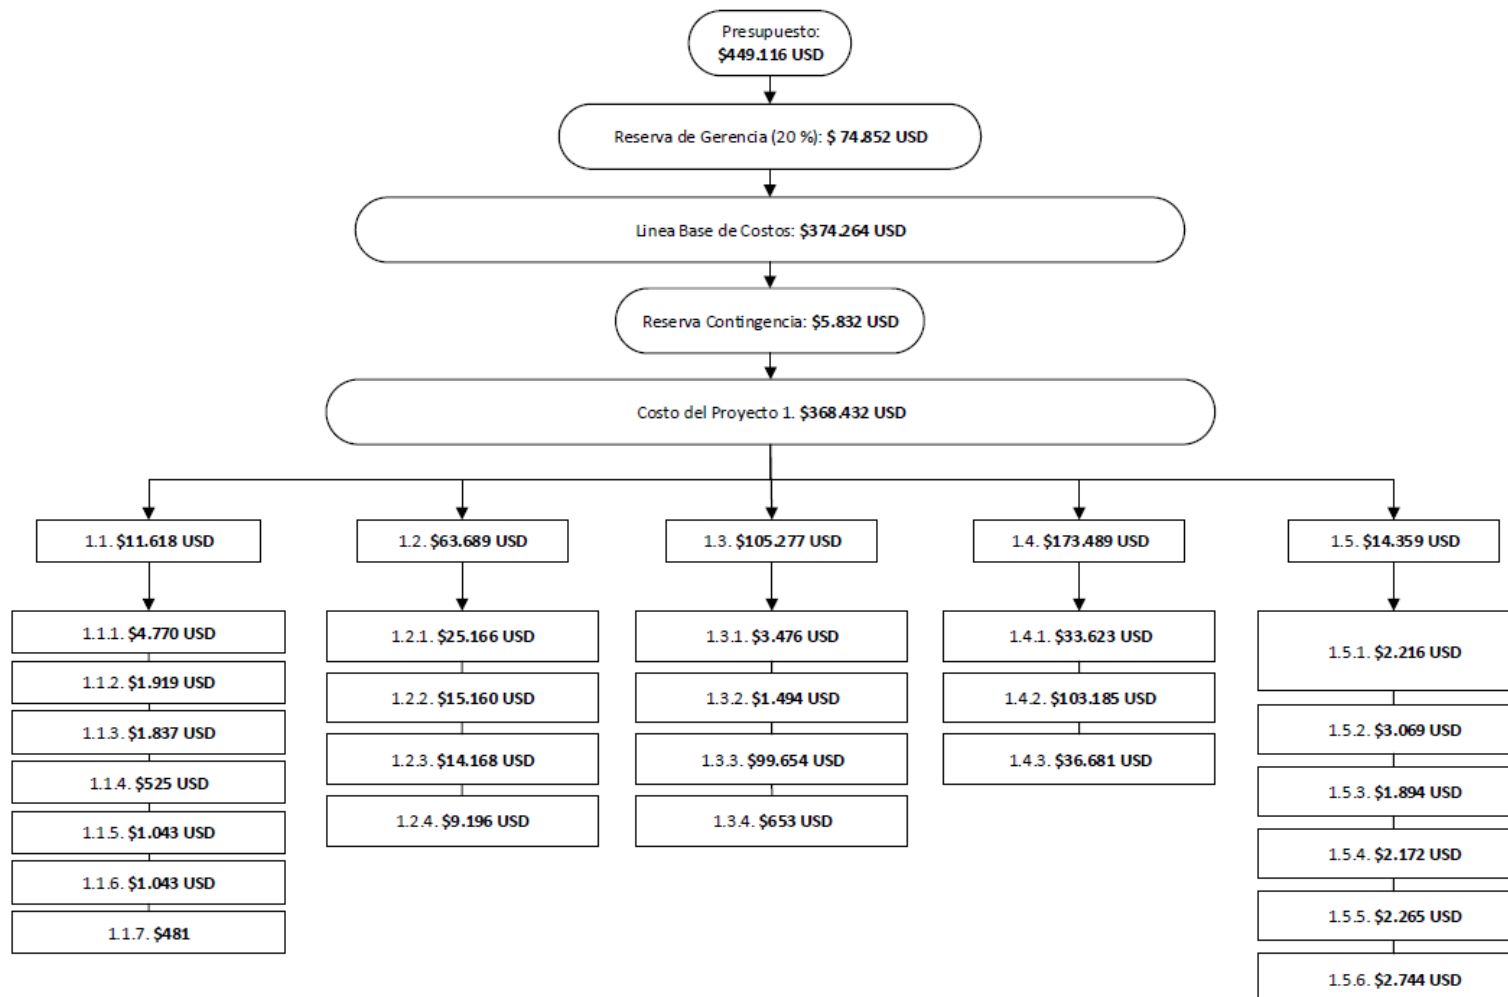 Presupuesto:
$449.116 USD
Reserva de Gerencia (20 %): $ 74.852 USD
Linea Base de Costos: $374.264 USD
Reserva Contingencia: $5.832 USD
Costo del Proyecto 1. $368.432 USD
1.1. $11.618 USD
1.2. $63.689 USD
1.3. $105.277 USD
1.4. $173.489 USD
1.5. $14.359 USD
1.1.1. $4.770 USD
1.1.2. $1.919 USD
1.1.3. $1.837 USD
1.1.4. $525 USD
1.1.5. $1.043 USD
1.1.6. $1.043 USD
1.1.7. $481
1.2.1. $25.166 USD
1.2.2. $15.160 USD
1.2.3. $14.168 USD
1.2.4. $9.196 USD
1.3.1. $3.476 USD
1.3.2. $1.494 USD
1.3.3. $99.654 USD
1.3.4. $653 USD
1.4.1. $33.623 USD
1.4.2. $103.185 USD
1.4.3. $36.681 USD
1.5.1. $2.216 USD
1.5.2. $3.069 USD
1.5.3. $1.894 USD
1.5.4. $2.172 USD
1.5.5. $2.265 USD
1.5.6. $2.744 USD